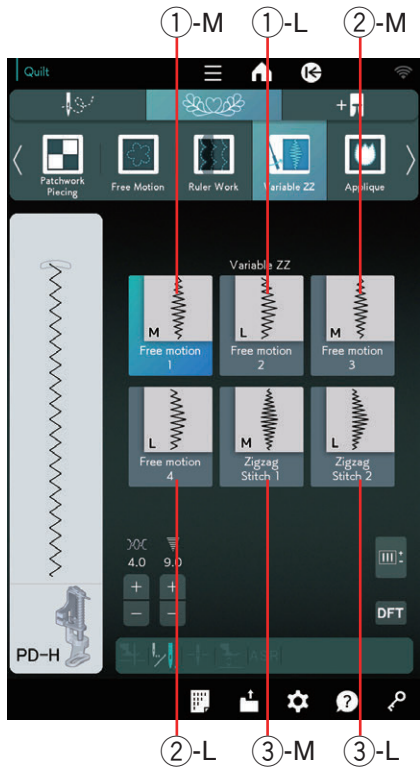 ①-M ①-L ②-M
Quilt
Patchwork
Piecing
Free Motion
Ruler Work
Variable ZZ
Applique
Variable ZZ
M
Free motion
1
L
Free motion
2
M
Free motion
3
L
Free motion
4
M
Zigzag
Stitch 1
L
Zigzag
Stitch 2
4.0 9.0
+ +
− −
DFT
PD-H
ASR
②-L ③-M ③-L